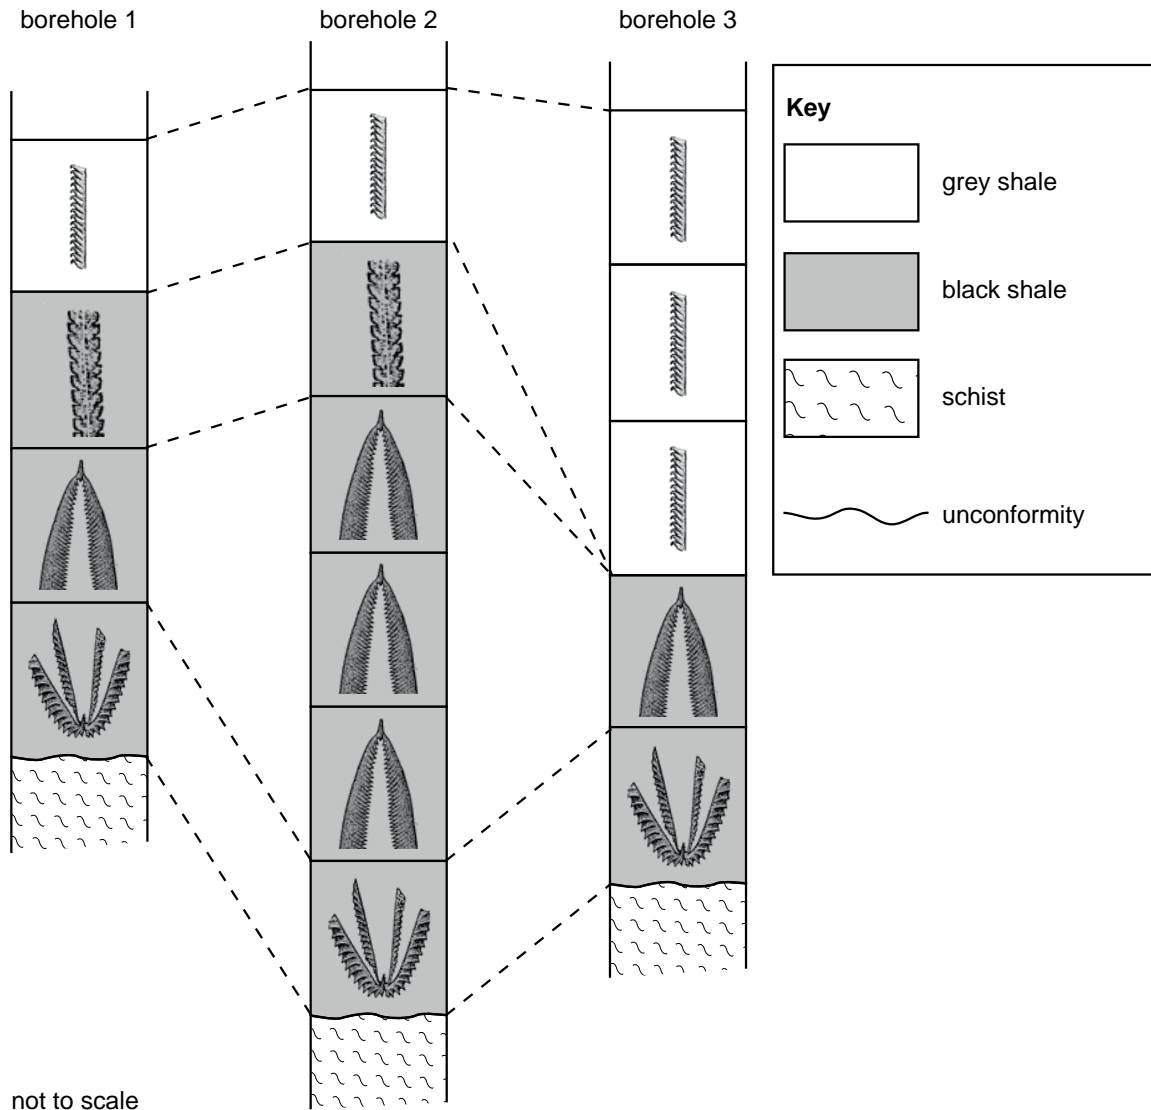 borehole 1
borehole 2
borehole 3
Key
grey shale
black shale
schist
unconformity
not to scale